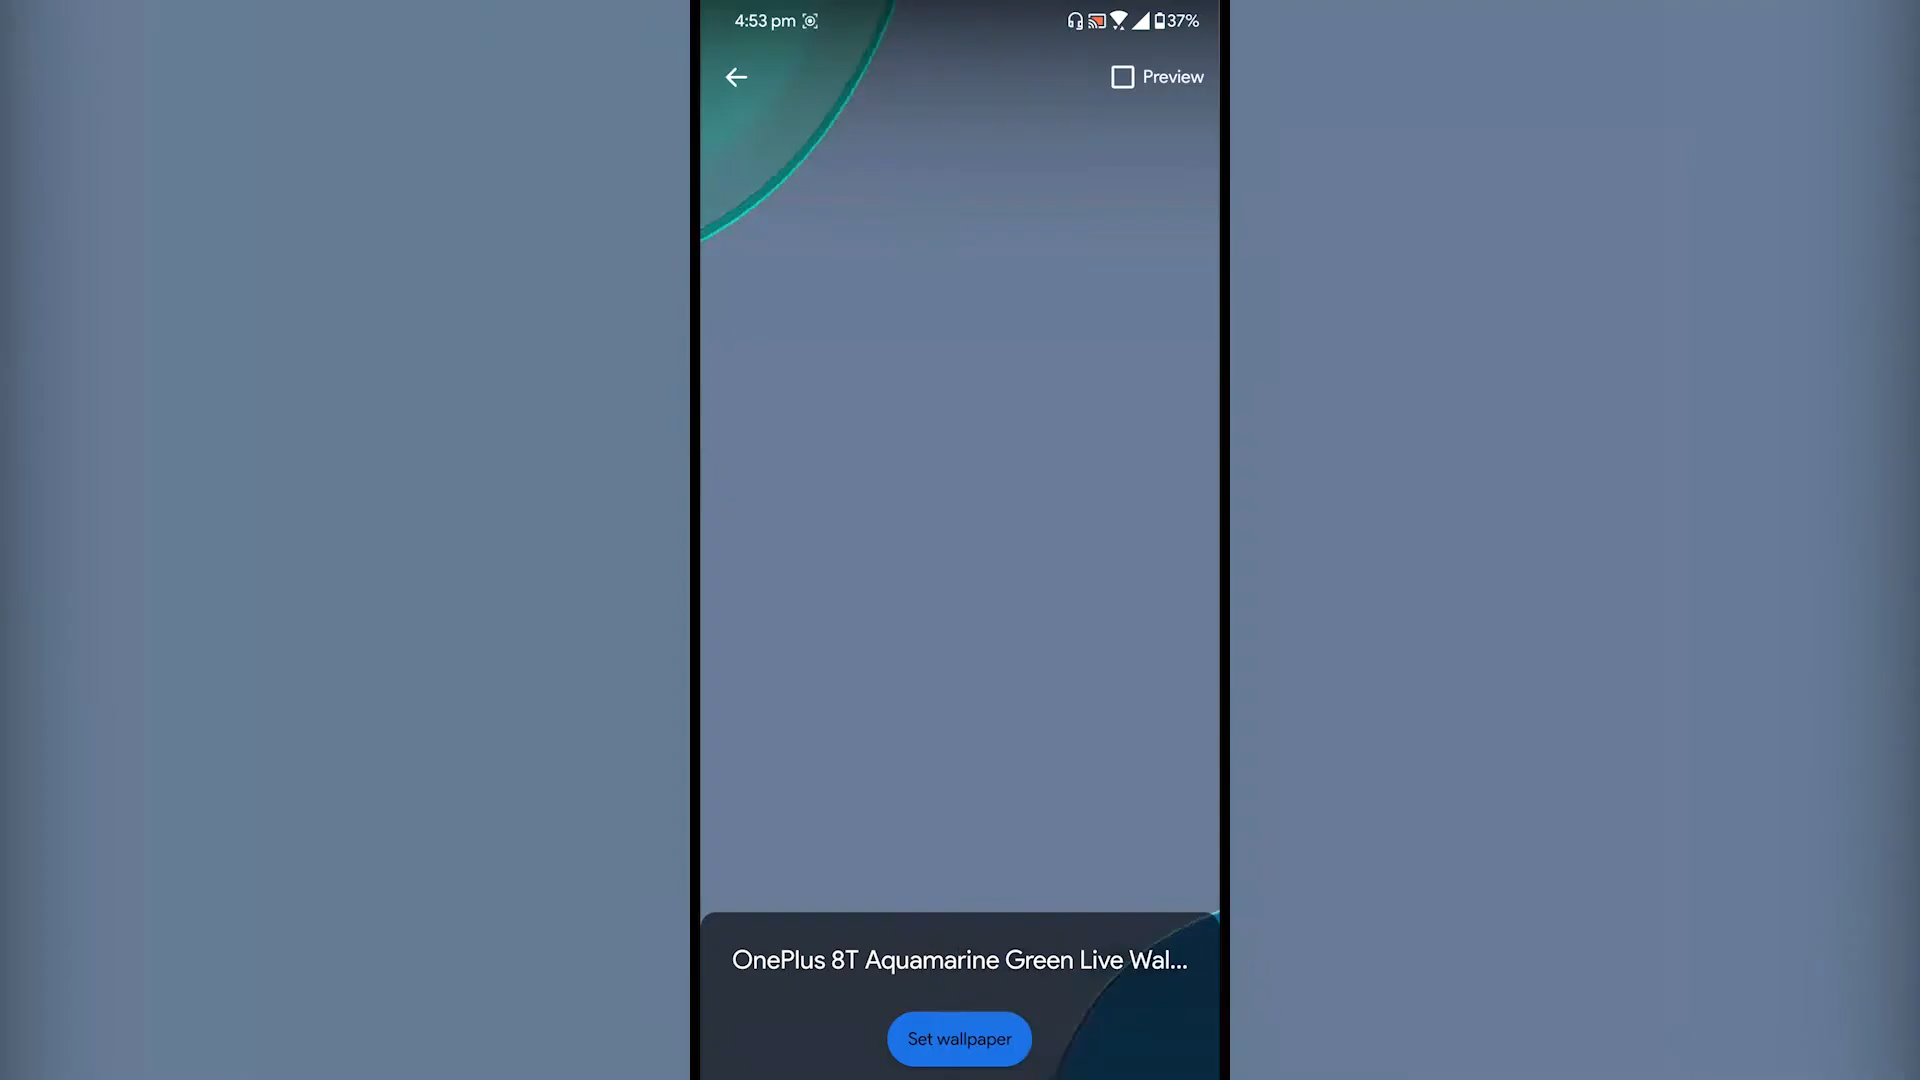 4:53 pm 37%
Preview
OnePlus 8T Aquamarine Green Live Wal...
Set wallpaper